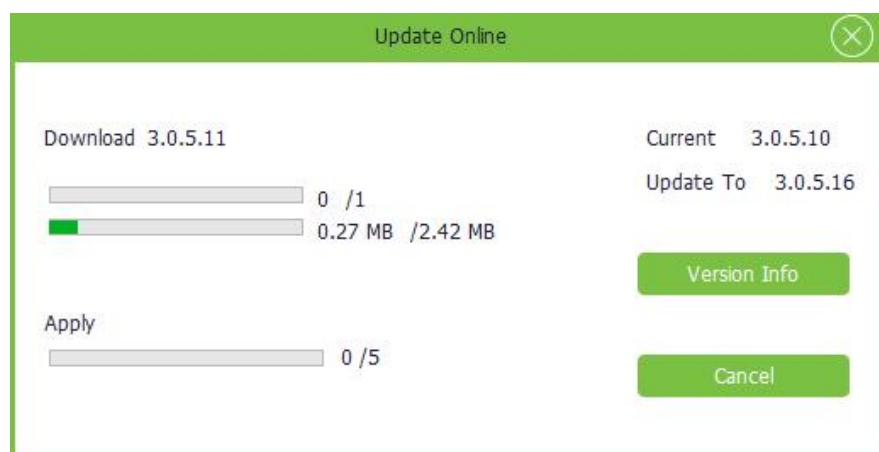 Update Online
Download 3.0.5.11
Current 3.0.5.10
Update To 3.0.5.16
0 /1
0.27 MB /2.42 MB
Version Info
Apply
0 /5
Cancel